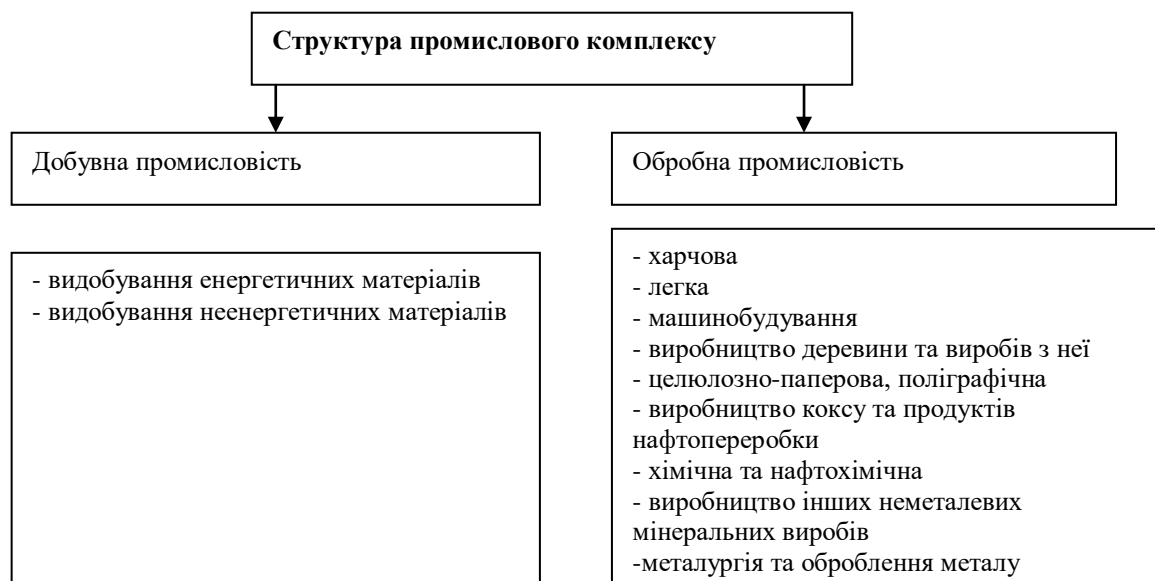 Структура промислового комплексу
Добувна промисловість
Обробна промисловість
- видобування енергетичних матеріалів
- видобування неенергетичних матеріалів
- харчова
- легка
- машинобудування
- виробництво деревини та виробів з неї
- целюлозно-паперова, поліграфічна
- виробництво коксу та продуктів
нафтопереробки
- хімічна та нафтохімічна
- виробництво інших неметалевих
мінеральних виробів
-металургія та оброблення металу